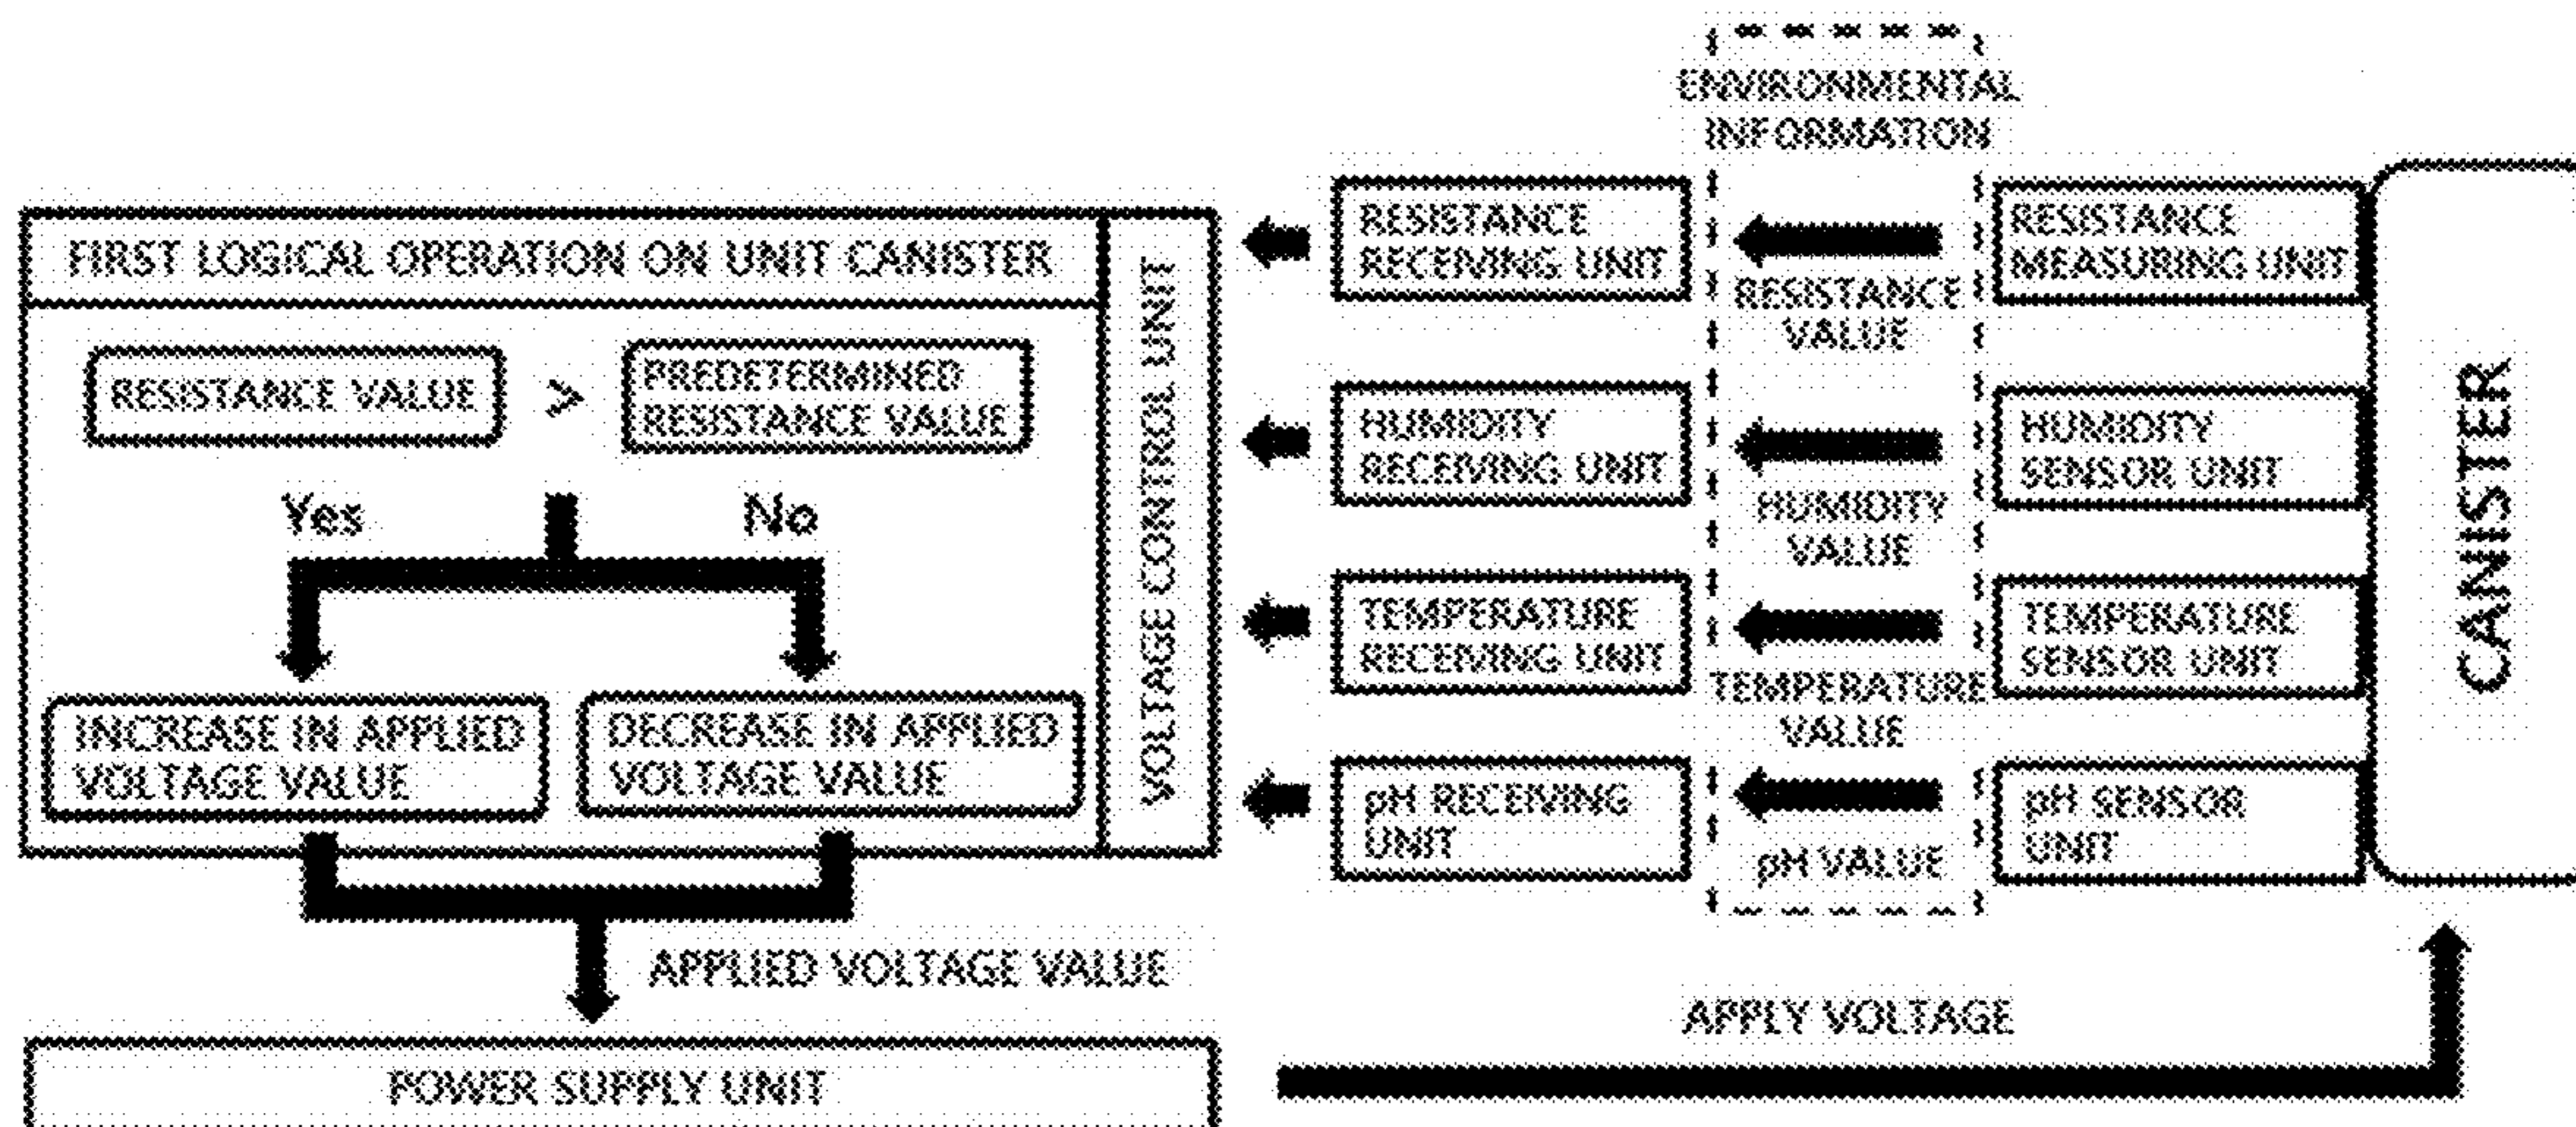 ENVIRONMENTAL
INFORMATION
FIRST LOGICAL OPERATION ON UNIT CANISTER
RESISTANCE VALUE
>
PREDETERMINED
RESISTANCE VALUE
Yes
No
INCREASE IN APPLIED
VOLTAGE VALUE
DECREASE IN APPLIED
VOLTAGE VALUE
VOLTAGE CONTROL UNIT
RESISTANCE
RECEIVING UNIT
RESISTANCE
VALUE
RESISTANCE
MEASURING UNIT
HUMIDITY
RECEIVING UNIT
HUMIDITY
VALUE
HUMIDITY
SENSOR UNIT
TEMPERATURE
RECEIVING UNIT
TEMPERATURE
VALUE
TEMPERATURE
SENSOR UNIT
pH RECEIVING
UNIT
pH VALUE
pH SENSOR
UNIT
CANISTER
APPLIED VOLTAGE VALUE
APPLY VOLTAGE
POWER SUPPLY UNIT